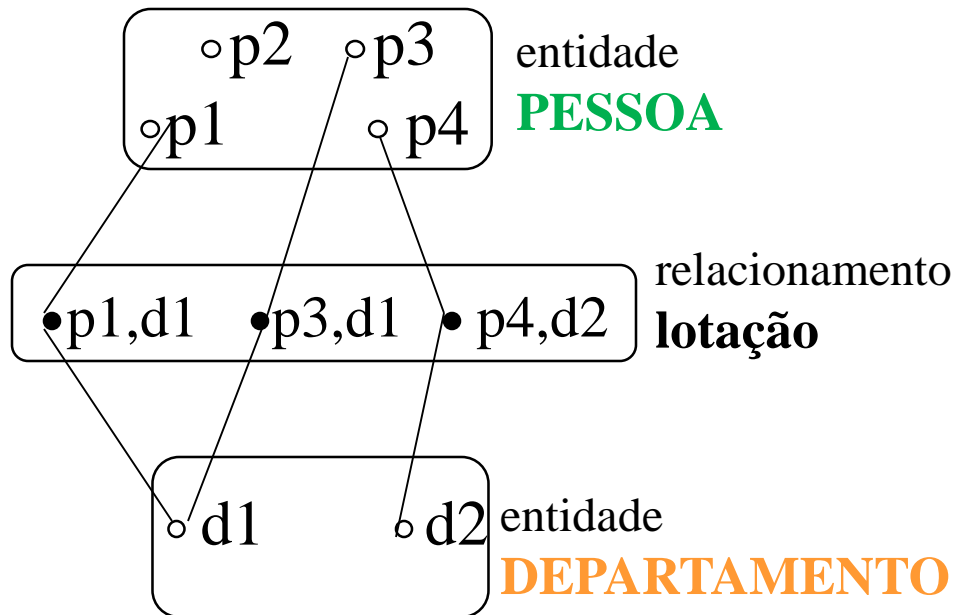 p2 p3
p1 p4
entidade
PESSOA
p1,d1 p3,d1 p4,d2
relacionamento
lotação
d1 d2
entidade
DEPARTAMENTO